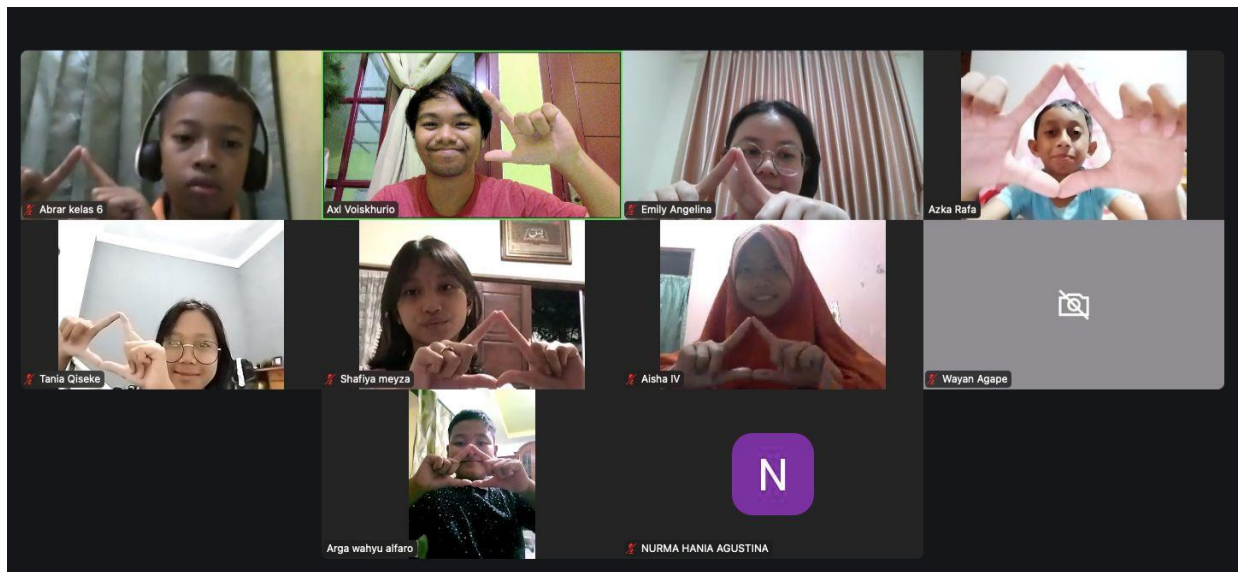 Abrar kelas 6
Axl Voiskhurio
Emily Angelina
Azka Rafa
Tania Qiseke
Shafiya meyza
Aisha IV
Wayan Agape
Arga wahyu alfaro
N
NURMA HANIA AGUSTINA